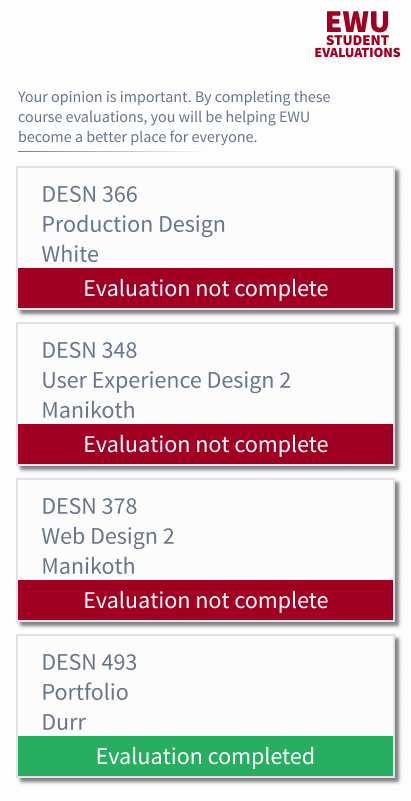 EWU
STUDENT
EVALUATIONS
Your opinion is important. By completing these
course evaluations, you will be helping EWU
become a better place for everyone.
DESN 366
Production Design
White
Evaluation not complete
DESN 348
User Experience Design 2
Manikoth
Evaluation not complete
DESN 378
Web Design 2
Manikoth
Evaluation not complete
DESN 493
Portfolio
Durr
Evaluation completed